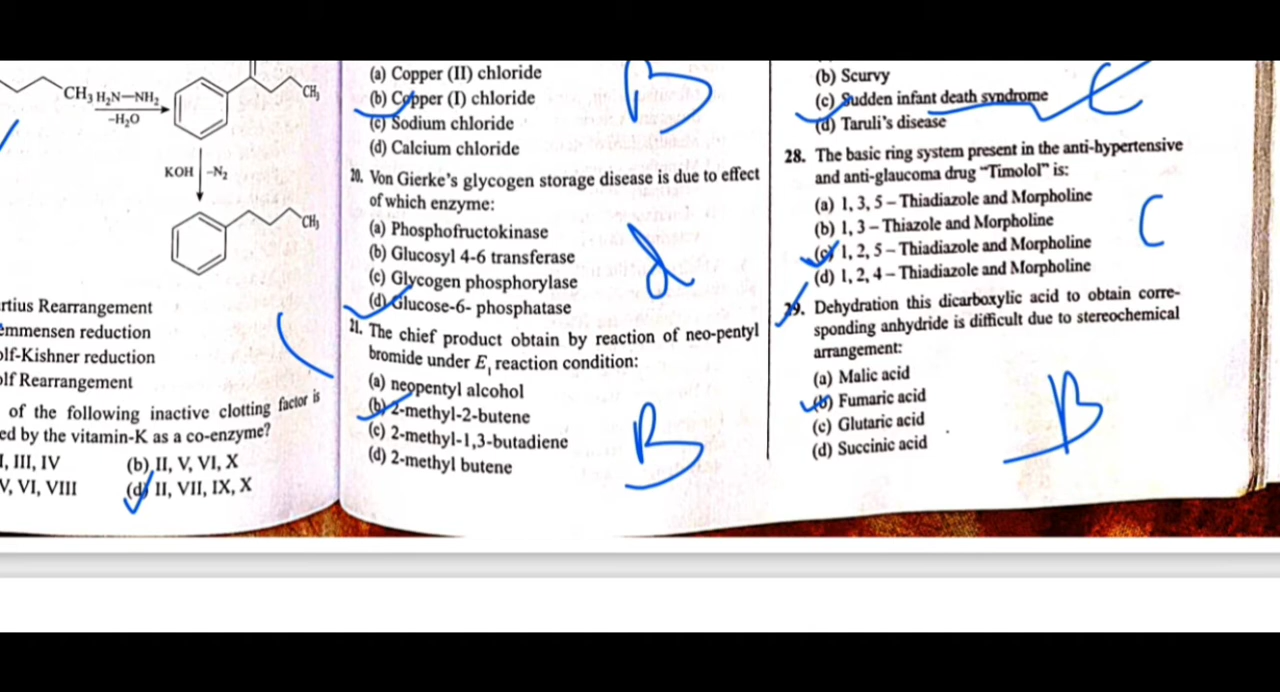 CH₃ H₂N—NH₂
–H₂O
CH₃
KOH –N₂
CH₃
rtius Rearrangement
emmensen reduction
olf-Kishner reduction
olf Rearrangement
of the following inactive clotting factor is
ed by the vitamin-K as a co-enzyme?
I, III, IV (b) II, V, VI, X
V, VI, VIII (d) II, VII, IX, X
(a) Copper (II) chloride
(b) Copper (I) chloride
(c) Sodium chloride
(d) Calcium chloride
B
20. Von Gierke's glycogen storage disease is due to effect
of which enzyme:
(a) Phosphofructokinase
(b) Glucosyl 4-6 transferase
(c) Glycogen phosphorylase
(d) Glucose-6- phosphatase
d
21. The chief product obtain by reaction of neo-pentyl
bromide under E₁ reaction condition:
(a) neopentyl alcohol
(b) 2-methyl-2-butene
(c) 2-methyl-1,3-butadiene
(d) 2-methyl butene
B
(b) Scurvy
(c) Sudden infant death syndrome
(d) Taruli's disease
C
28. The basic ring system present in the anti-hypertensive
and anti-glaucoma drug “Timolol” is:
(a) 1, 3, 5 – Thiadiazole and Morpholine
(b) 1, 3 – Thiazole and Morpholine
(c) 1, 2, 5 – Thiadiazole and Morpholine
(d) 1, 2, 4 – Thiadiazole and Morpholine
C
29. Dehydration this dicarboxylic acid to obtain corre-
sponding anhydride is difficult due to stereochemical
arrangement:
(a) Malic acid
(b) Fumaric acid
(c) Glutaric acid
(d) Succinic acid
B